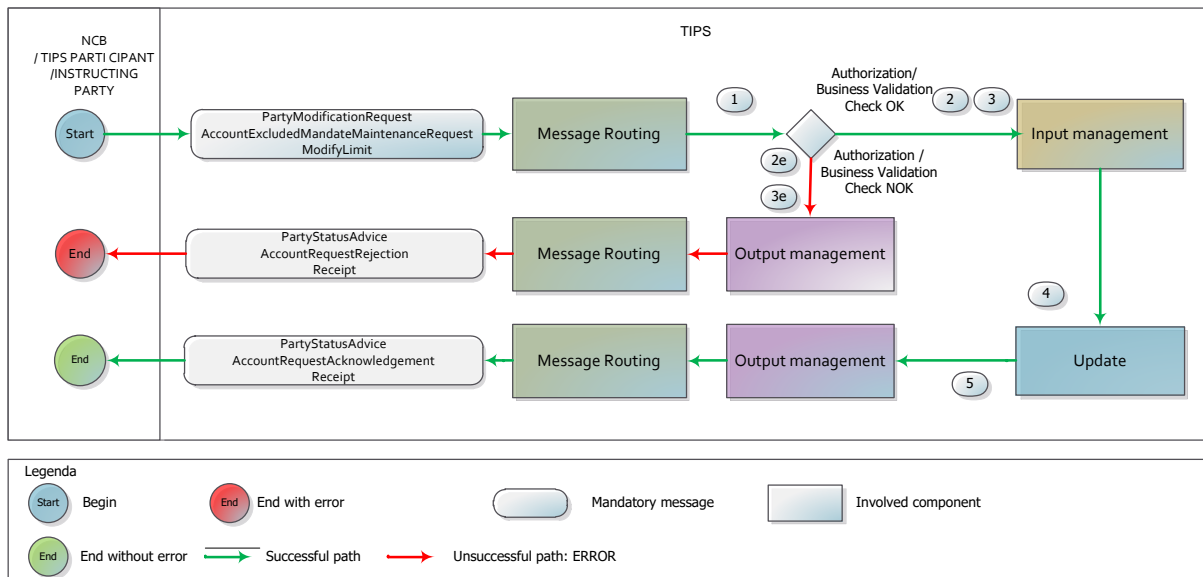 NCB
/ TIPS PARTI CIPANT
/INSTRUCTING
PARTY
TIPS
Start
PartyModificationRequest
AccountExcludedMandateMaintenanceRequest
ModifyLimit
Message Routing
1
Authorization/
Business Validation
Check OK
2
3
Input management
2e
Authorization /
Business Validation
Check NOK
3e
End
PartyStatusAdvice
AccountRequestRejection
Receipt
Message Routing
Output management
4
End
PartyStatusAdvice
AccountRequestAcknowledgement
Receipt
Message Routing
Output management
5
Update
Legenda
Start
Begin
End
End with error
Mandatory message
Involved component
End
End without error
Successful path
Unsuccessful path: ERROR